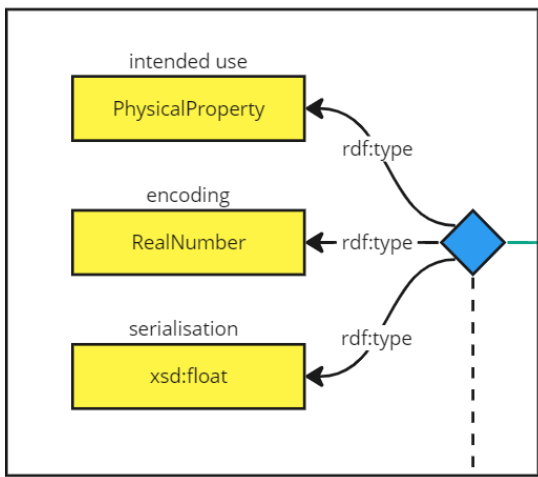 intended use
PhysicalProperty
rdf:type
encoding
RealNumber
rdf:type
serialisation
rdf:type
xsd:float